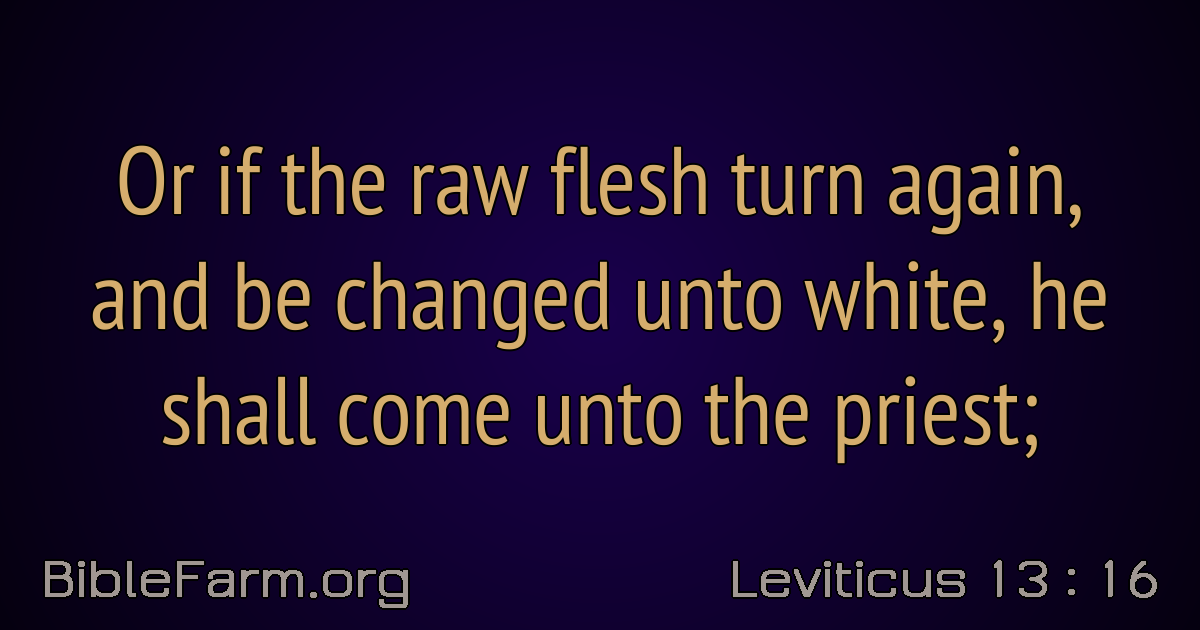 Or if the raw flesh turn again,
and be changed unto white, he
shall come unto the priest;
BibleFarm.org
Leviticus 13 : 16